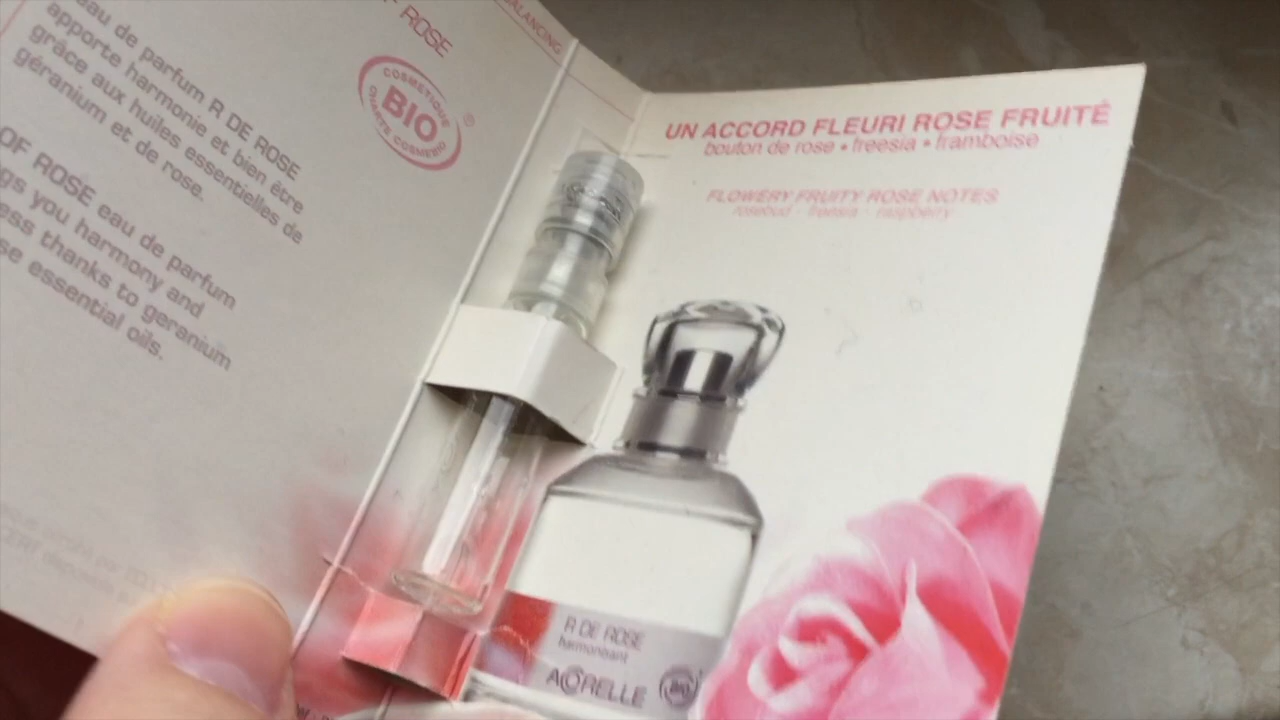 OF ROSE
BALANCING
eau de parfum R DE ROSE
apporte harmonie et bien être
grâce aux huiles essentielles de
géranium et de rose.
OF ROSE eau de parfum
you harmony and
thanks to geranium
essential oils.
COSMETIQUE
BIO
CHARTE COSMEBIO
®
UN ACCORD FLEURI ROSE FRUITÉ
bouton de rose • freesia • framboise
FLOWERY FRUITY ROSE NOTES
rosebud • freesia • raspberry
R DE ROSE
harmonisant
ACORELLE
BIO